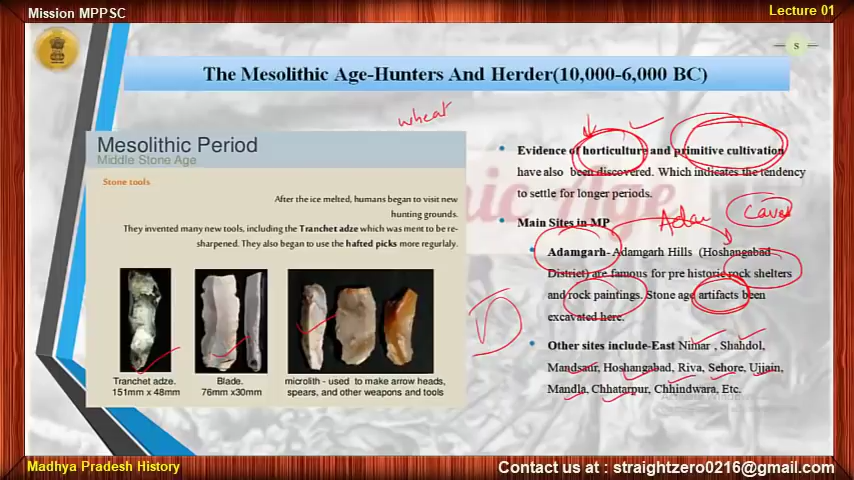 Mission MPPSC
Lecture 01
S
The Mesolithic Age-Hunters And Herder(10,000-6,000 BC)
wheat
Mesolithic Period
Middle Stone Age
Stone tools
After the ice melted, humans began to visit new
hunting grounds.
They invented many new tools, including the Tranchet adze which was ment to be re-
sharpened. They also began to use the hafted picks more regurlaly.
Tranchet adze.
151mm x 48mm
Blade.
76mm x30mm
microlith - used to make arrow heads,
spears, and other weapons and tools
Evidence of horticulture and primitive cultivation
have also been discovered. Which indicates the tendency
to settle for longer periods.
Main Sites in MP
Adam
caves
Adamgarh- Adamgarh Hills (Hoshangabad
District) are famous for pre historic rock shelters
and rock paintings. Stone age artifacts been
excavated here.
Other sites include-East Nimar , Shahdol,
Mandsaur, Hoshangabad, Riva, Sehore, Ujjain,
Mandla, Chhatarpur, Chhindwara, Etc.
Madhya Pradesh History
Contact us at : straightzero0216@gmail.com